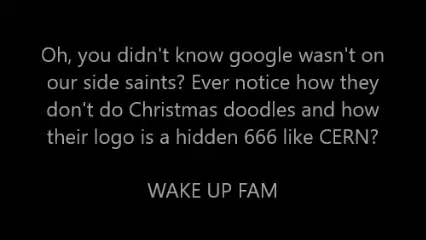 Oh, you didn't know google wasn't on
our side saints? Ever notice how they
don't do Christmas doodles and how
their logo is a hidden 666 like CERN?
WAKE UP FAM